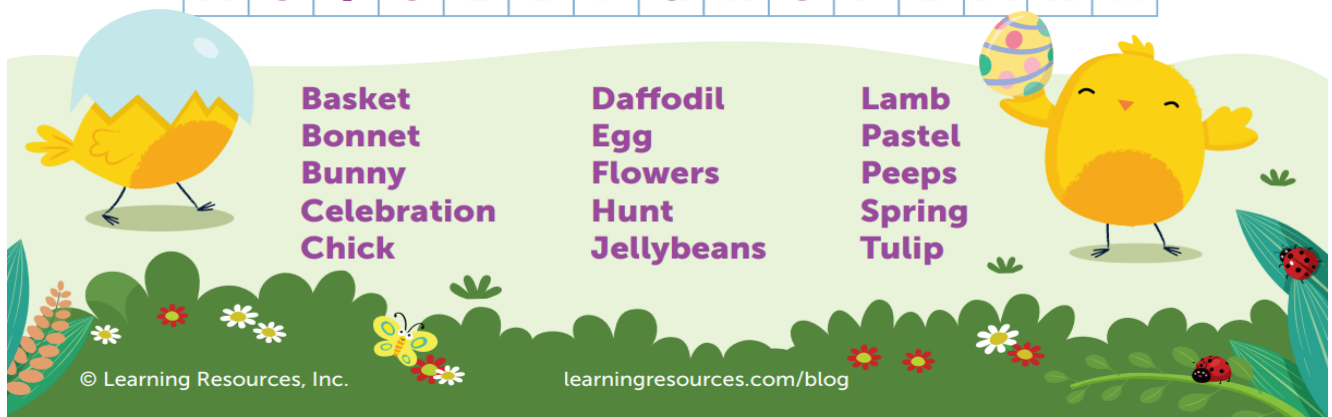 Basket
Bonnet
Bunny
Celebration
Chick
Daffodil
Egg
Flowers
Hunt
Jellybeans
Lamb
Pastel
Peeps
Spring
Tulip
© Learning Resources, Inc.
learningresources.com/blog